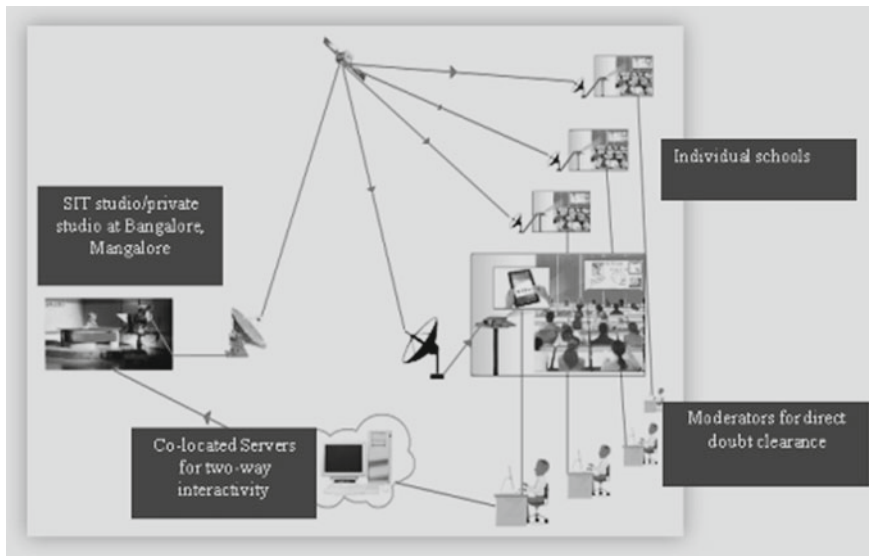 SIT studio/private
studio at Bangalore,
Mangalore
Individual schools
Co-located Servers
for two-way
interactivity
Moderators for direct
doubt clearance